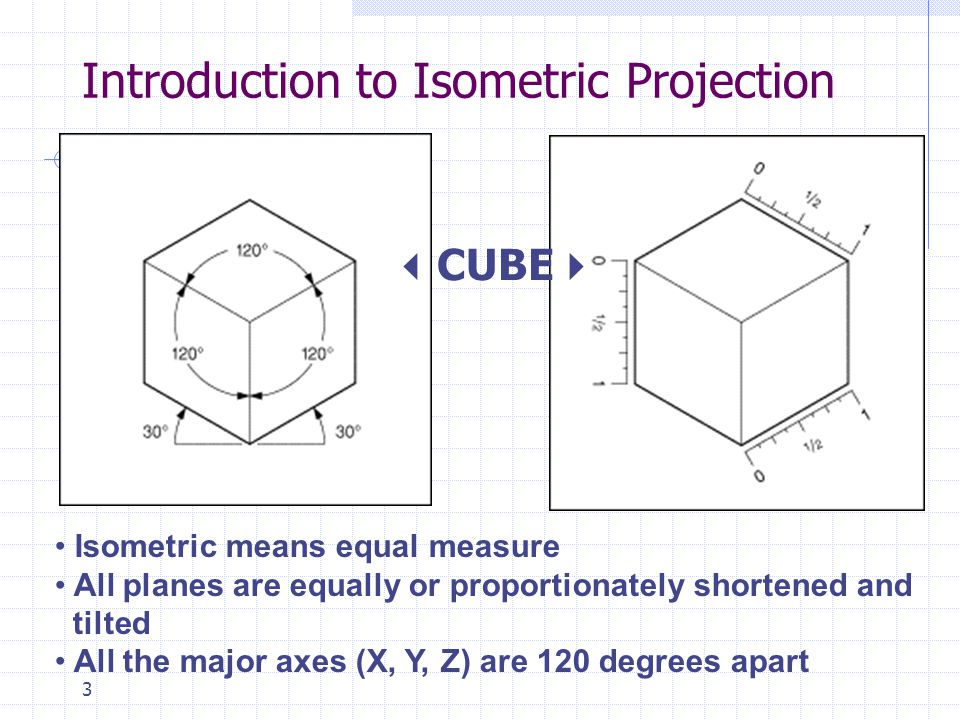 Introduction to Isometric Projection
120°
120°
120°
30°
30°
CUBE
0
1/2
1
0
1/2
1
0
1/2
1
• Isometric means equal measure
• All planes are equally or proportionately shortened and
tilted
• All the major axes (X, Y, Z) are 120 degrees apart
3